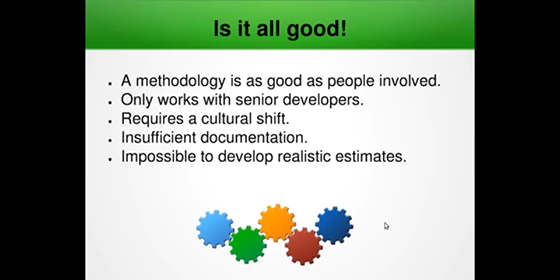 Is it all good!
A methodology is as good as people involved.
Only works with senior developers.
Requires a cultural shift.
Insufficient documentation.
Impossible to develop realistic estimates.